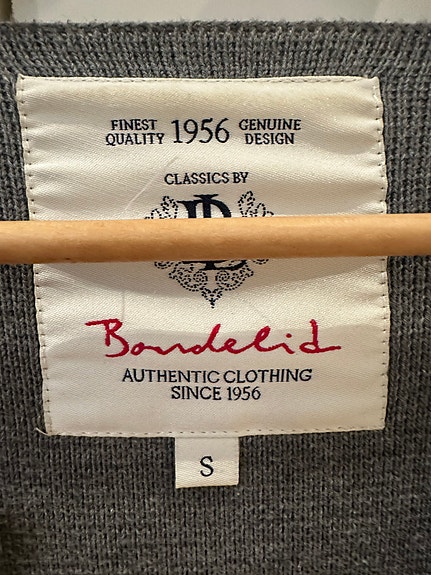 FINEST 1956 GENUINE
QUALITY DESIGN
CLASSICS BY
Bondelid
AUTHENTIC CLOTHING
SINCE 1956
S